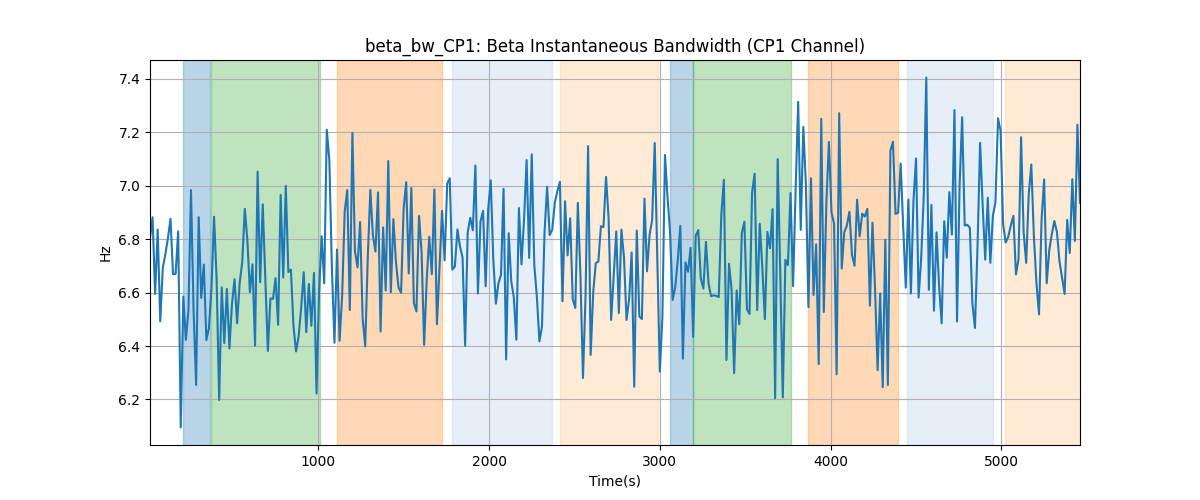 beta_bw_CP1: Beta Instantaneous Bandwidth (CP1 Channel)
7.4
7.2
7.0
6.8
6.6
6.4
6.2
Hz
1000 2000 3000 4000 5000
Time(s)